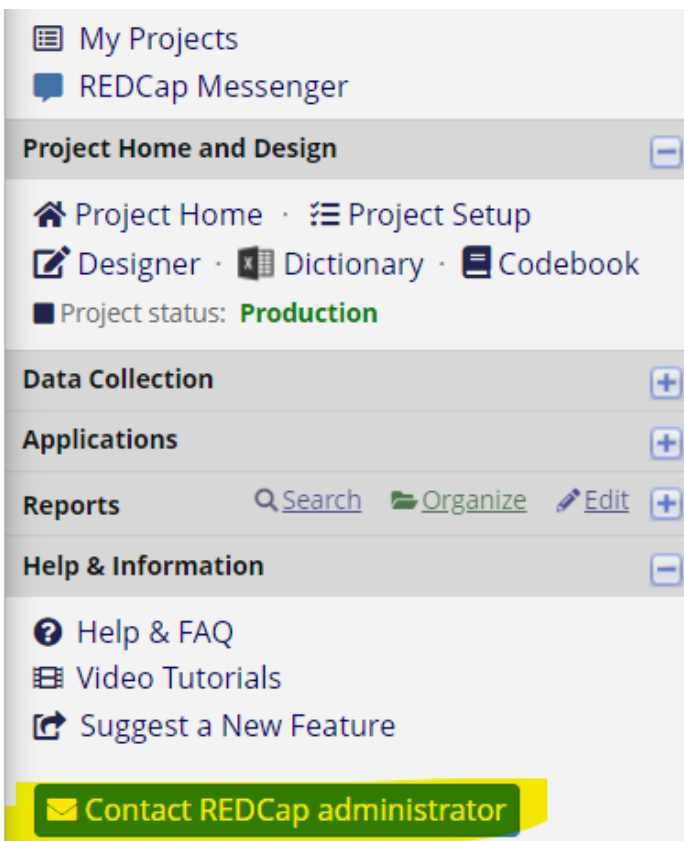 My Projects
REDCap Messenger
Project Home and Design
Project Home · Project Setup
Designer · Dictionary · Codebook
Project status: Production
Data Collection
Applications
Reports Search Organize Edit
Help & Information
Help & FAQ
Video Tutorials
Suggest a New Feature
Contact REDCap administrator